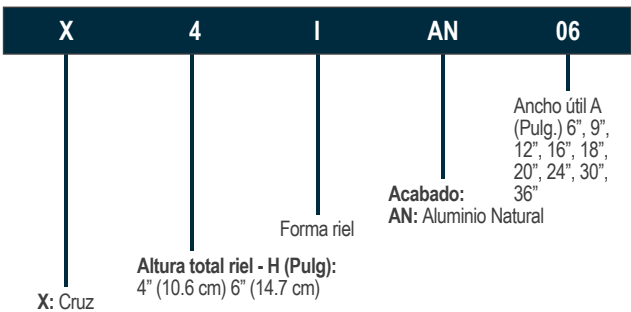 X 4 I AN 06
Ancho útil A
(Pulg.) 6”, 9”,
12”, 16”, 18”,
20”, 24”, 30”,
36”
Acabado:
AN: Aluminio Natural
Forma riel
Altura total riel - H (Pulg):
4” (10.6 cm) 6” (14.7 cm)
X: Cruz